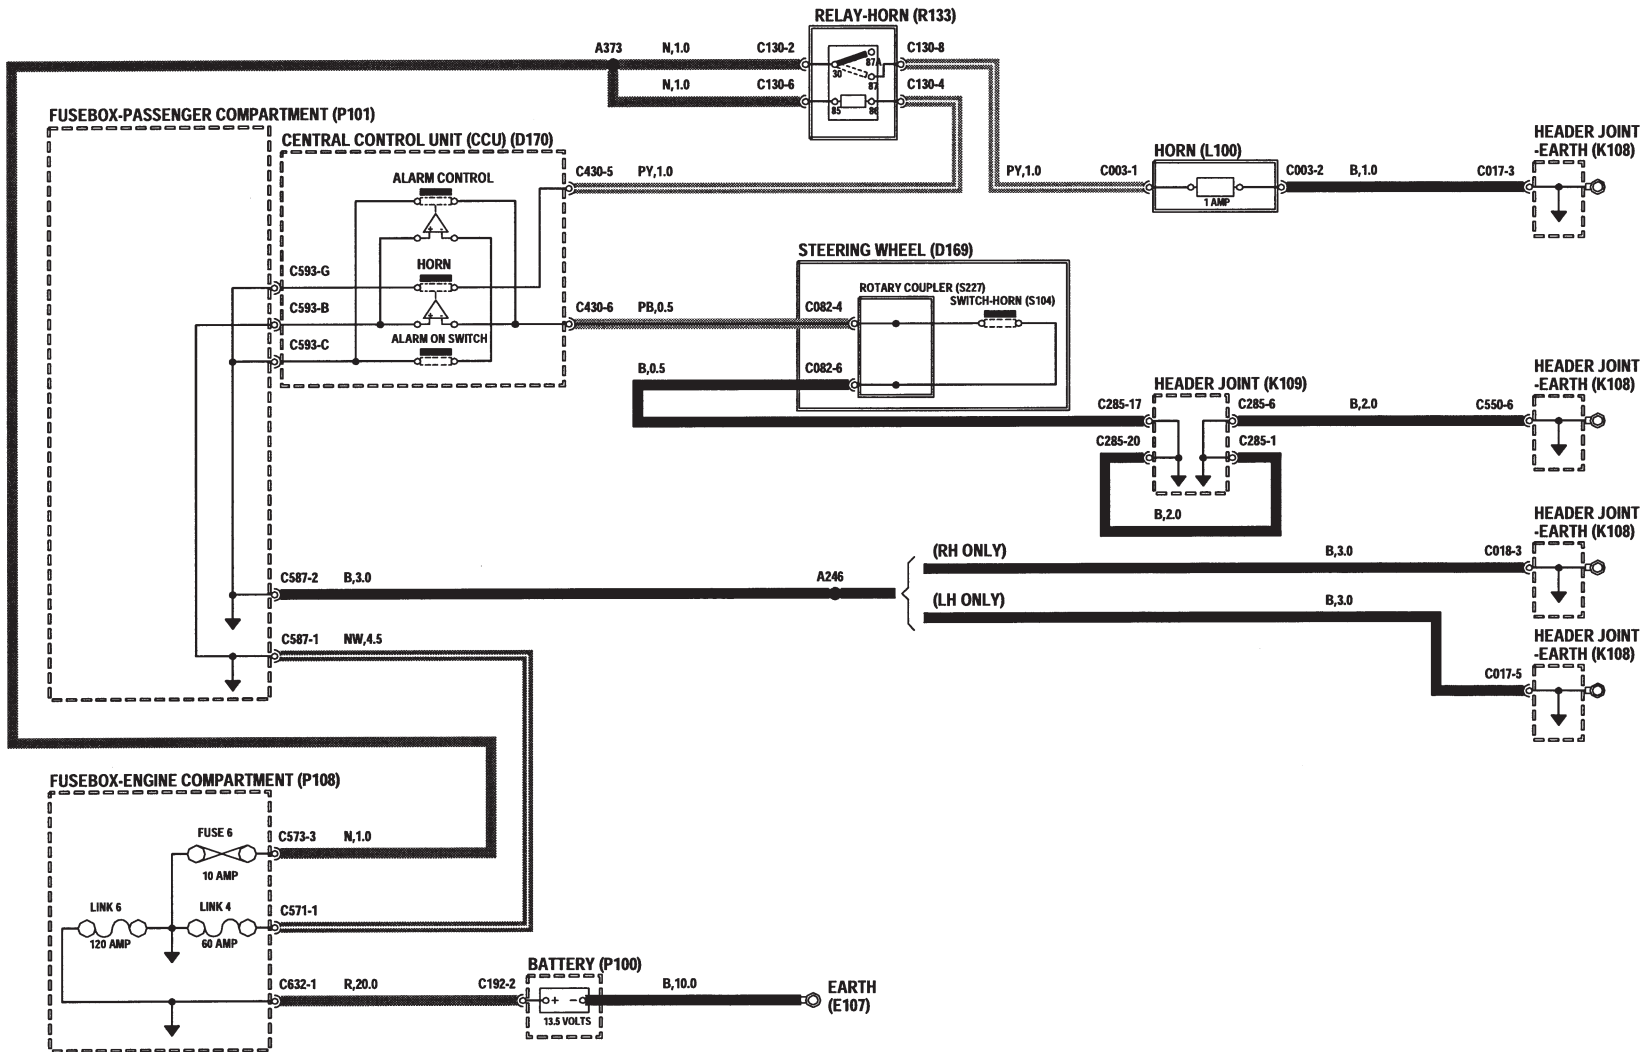 RELAY-HORN (R133)
A373
N,1.0
C130-2
C130-8
87A
30
87
N,1.0
C130-6
C130-4
85
86
FUSEBOX-PASSENGER COMPARTMENT (P101)
CENTRAL CONTROL UNIT (CCU) (D170)
ALARM CONTROL
C430-5
PY,1.0
PY,1.0
C003-1
HORN (L100)
1 AMP
C003-2
B,1.0
C017-3
HEADER JOINT
-EARTH (K108)
C593-G
HORN
C593-B
C593-C
ALARM ON SWITCH
C430-6
PB,0.5
STEERING WHEEL (D169)
C082-4
ROTARY COUPLER (S227)
SWITCH-HORN (S104)
B,0.5
C082-6
HEADER JOINT (K109)
C285-17
C285-6
B,2.0
C550-6
HEADER JOINT
-EARTH (K108)
C285-20
C285-1
B,2.0
C587-2
B,3.0
A246
(RH ONLY)
B,3.0
C018-3
HEADER JOINT
-EARTH (K108)
(LH ONLY)
B,3.0
C017-5
HEADER JOINT
-EARTH (K108)
C587-1
NW,4.5
FUSEBOX-ENGINE COMPARTMENT (P108)
FUSE 6
10 AMP
C573-3
N,1.0
LINK 6
120 AMP
LINK 4
60 AMP
C571-1
C632-1
R,20.0
C192-2
BATTERY (P100)
+ -
13.5 VOLTS
B,10.0
EARTH
(E107)